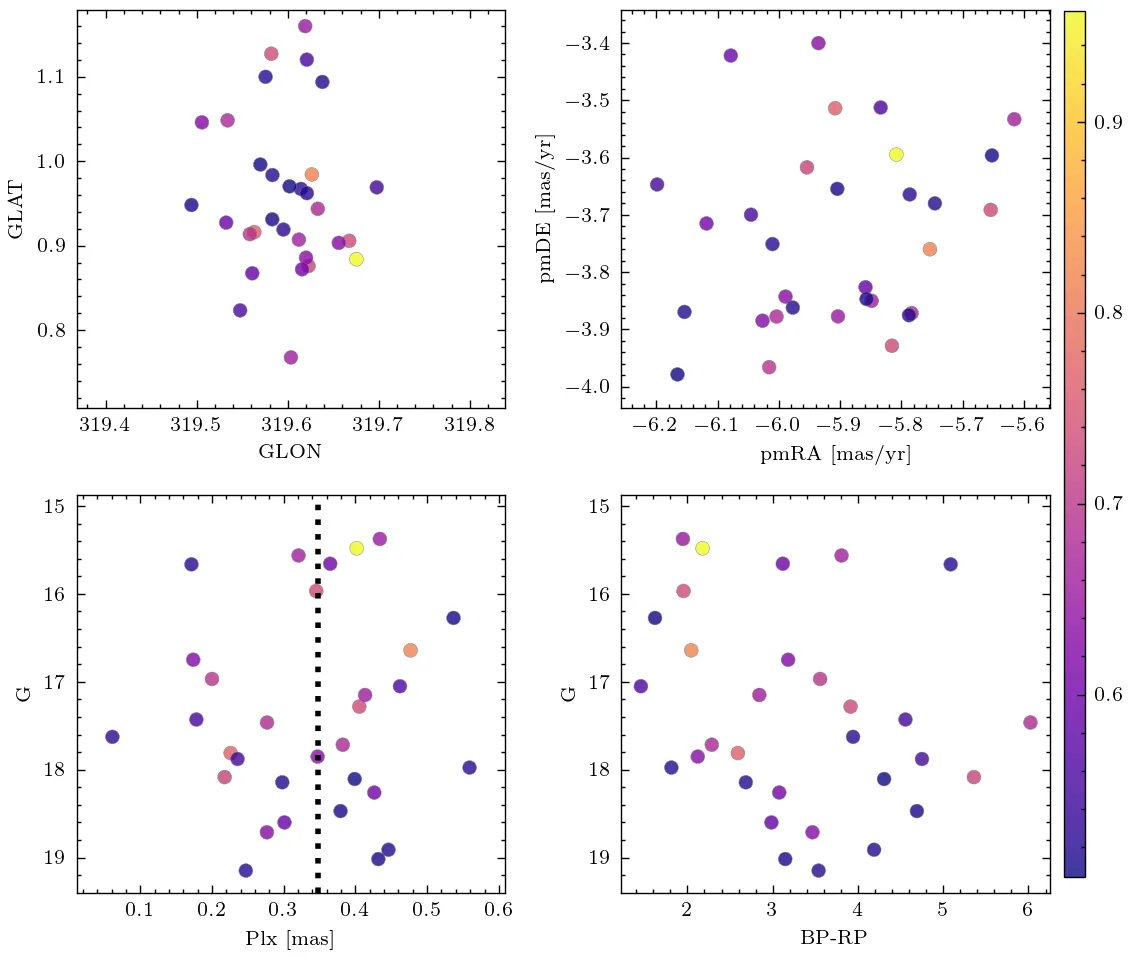 GLAT
1.1
1.0
0.9
0.8
319.4 319.5 319.6 319.7 319.8
GLON
pmDE [mas/yr]
−3.4
−3.5
−3.6
−3.7
−3.8
−3.9
−4.0
−6.2 −6.1 −6.0 −5.9 −5.8 −5.7 −5.6
pmRA [mas/yr]
0.9
0.8
0.7
0.6
G
15
16
17
18
19
0.1 0.2 0.3 0.4 0.5 0.6
Plx [mas]
G
15
16
17
18
19
2 3 4 5 6
BP-RP